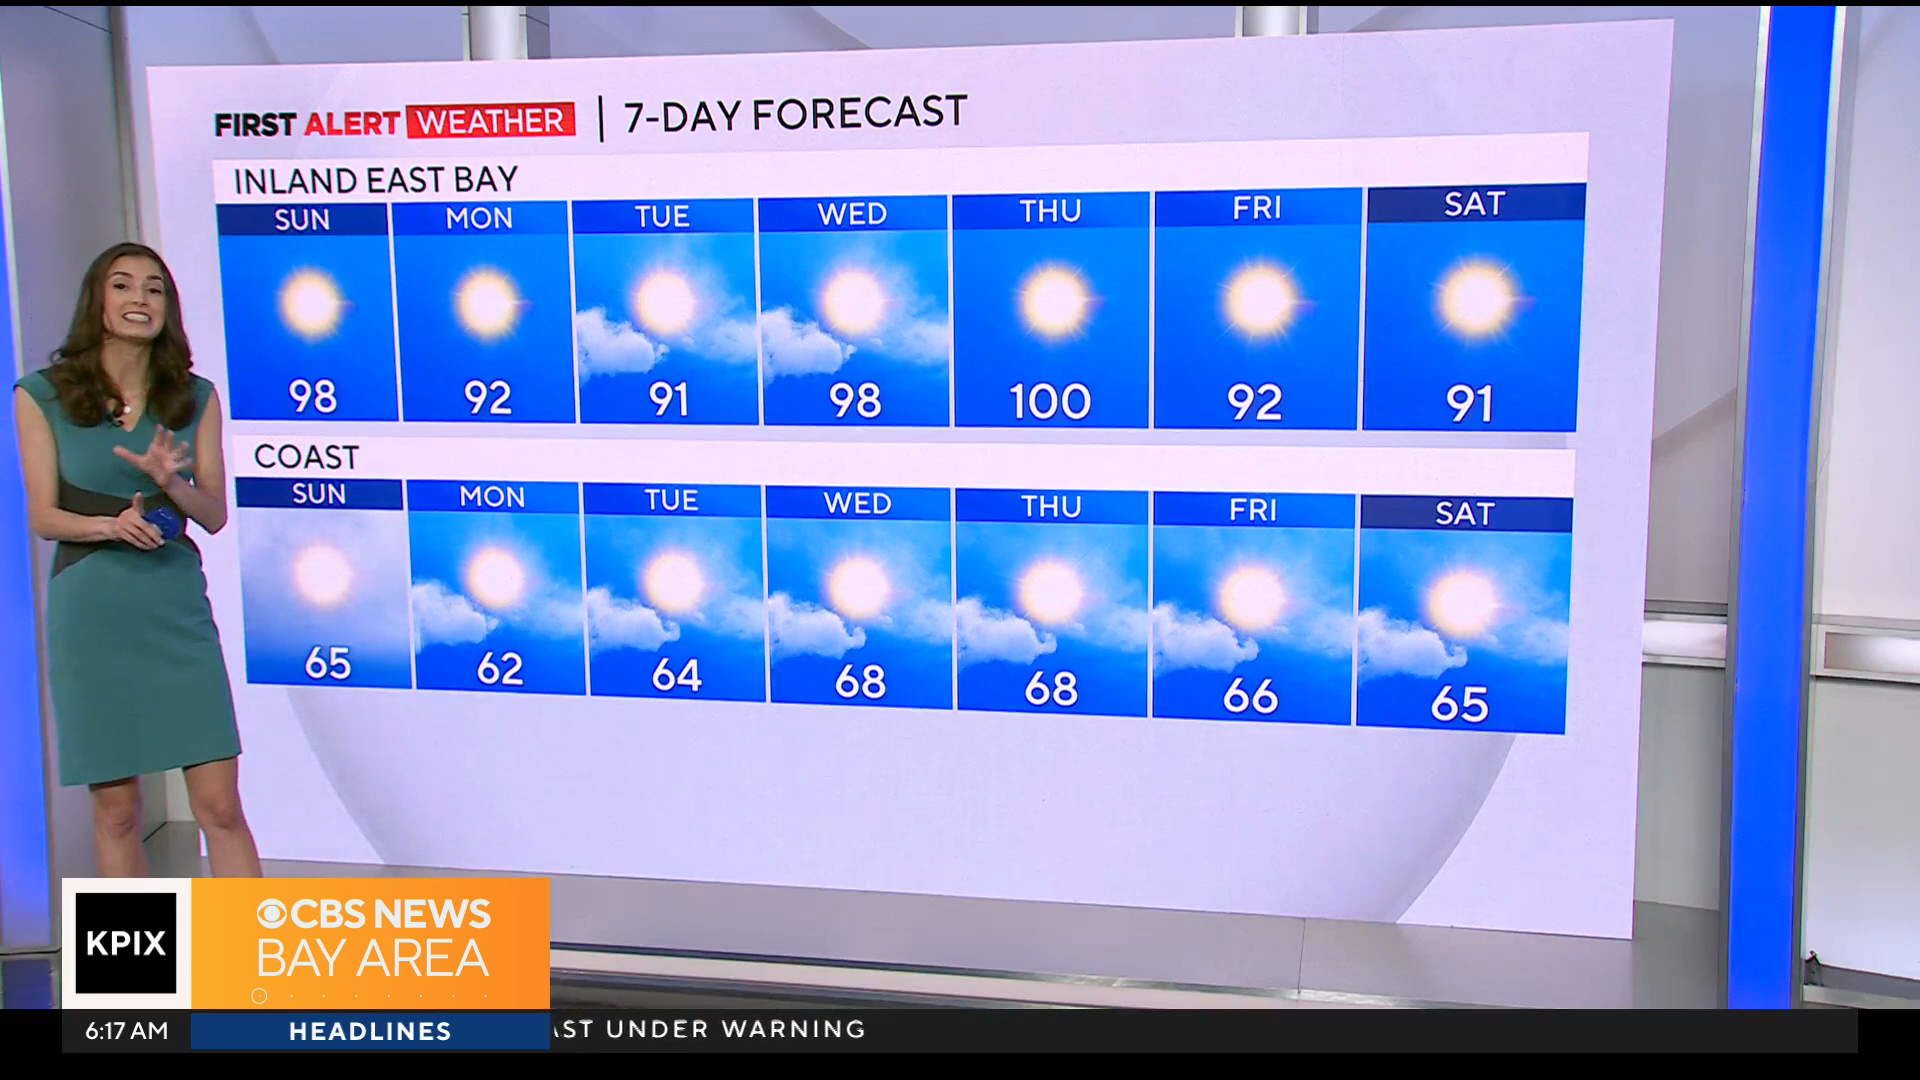 FIRST ALERT WEATHER | 7-DAY FORECAST
INLAND EAST BAY
SUN MON TUE WED THU FRI SAT
98 92 91 98 100 92 91
COAST
SUN MON TUE WED THU FRI SAT
65 62 64 68 68 66 65
KPIX
CBS NEWS
BAY AREA
6:17 AM HEADLINES AST UNDER WARNING